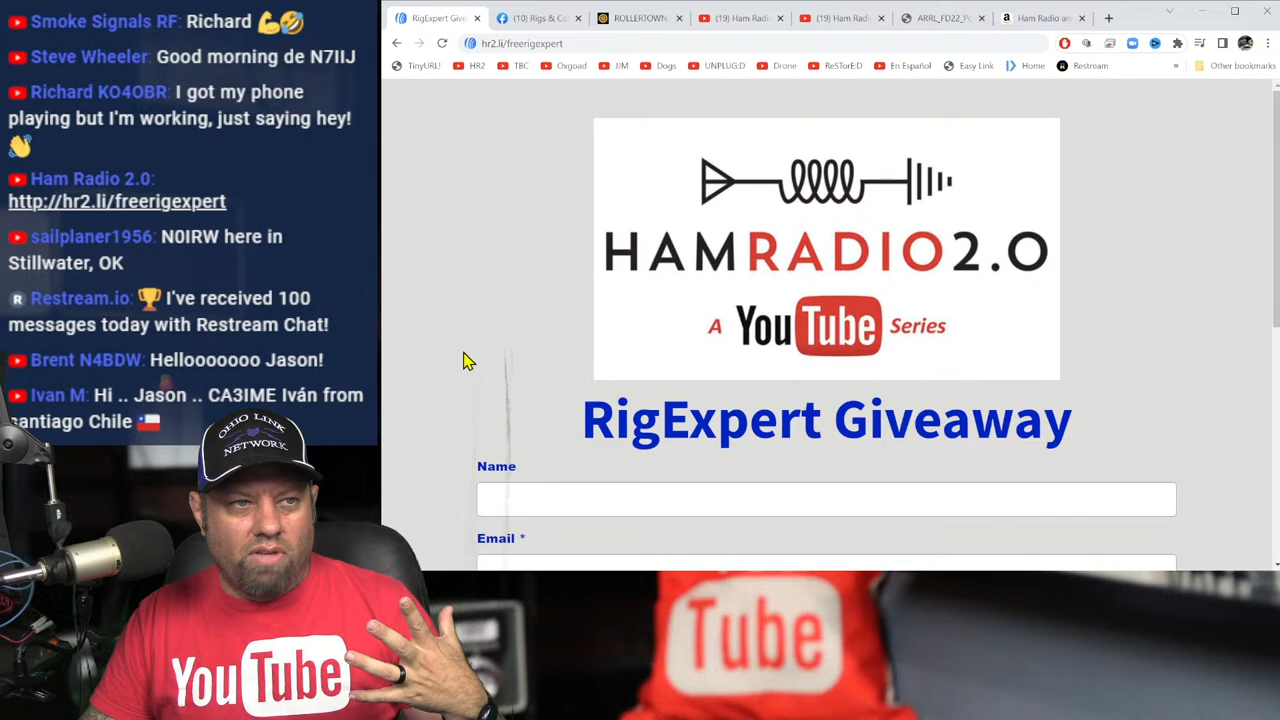 Smoke Signals RF: Richard 💪🤣
Steve Wheeler: Good morning de N7IIJ
Richard KO4OBR: I got my phone
playing but I'm working, just saying hey!
👋
Ham Radio 2.0:
http://hr2.li/freerigexpert
sailplaner1956: N0IRW here in
Stillwater, OK
R Restream.io: 🏆 I've received 100
messages today with Restream Chat!
Brent N4BDW: Hellooooooo Jason!
Ivan M: Hi .. Jason .. CA3IME Iván from
santiago Chile 🇨🇱
RigExpert Give
(10) Rigs & Co
ROLLERTOWN
(19) Ham Radi
(19) Ham Radi
ARRL_FD22_P
Ham Radio an
hr2.li/freerigexpert
TinyURL!
HR2
TBC
Oxgoad
JJM
Dogs
UNPLUG:D
Drone
ReSTorE:D
En Español
Easy Link
Home
Restream
»
Other bookmarks
HAMRADIO2.0
A YouTube Series
RigExpert Giveaway
Name
Email *
OHIO LINK
NETWORK
YouTube
Tube